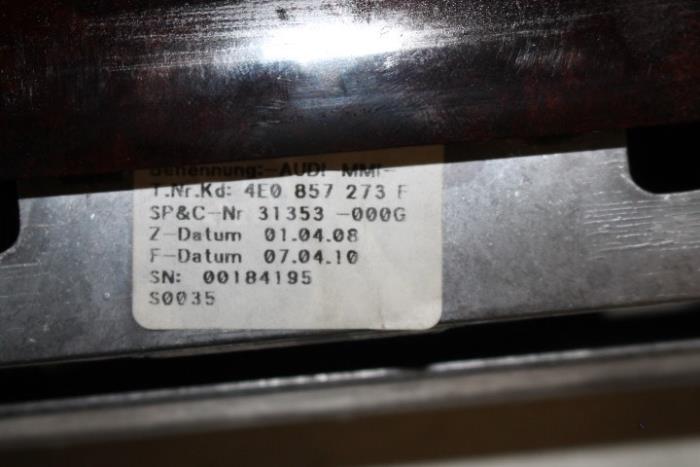 Benennung:-AUDI MMI-
T.Nr.Kd: 4E0 857 273 F
SP&C-Nr 31353 -000G
Z-Datum 01.04.08
F-Datum 07.04.10
SN: 00184195
S0035